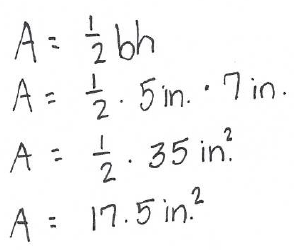 A = 1/2 bh
A = 1/2 · 5 in. · 7 in.
A = 1/2 · 35 in.²
A = 17.5 in.²